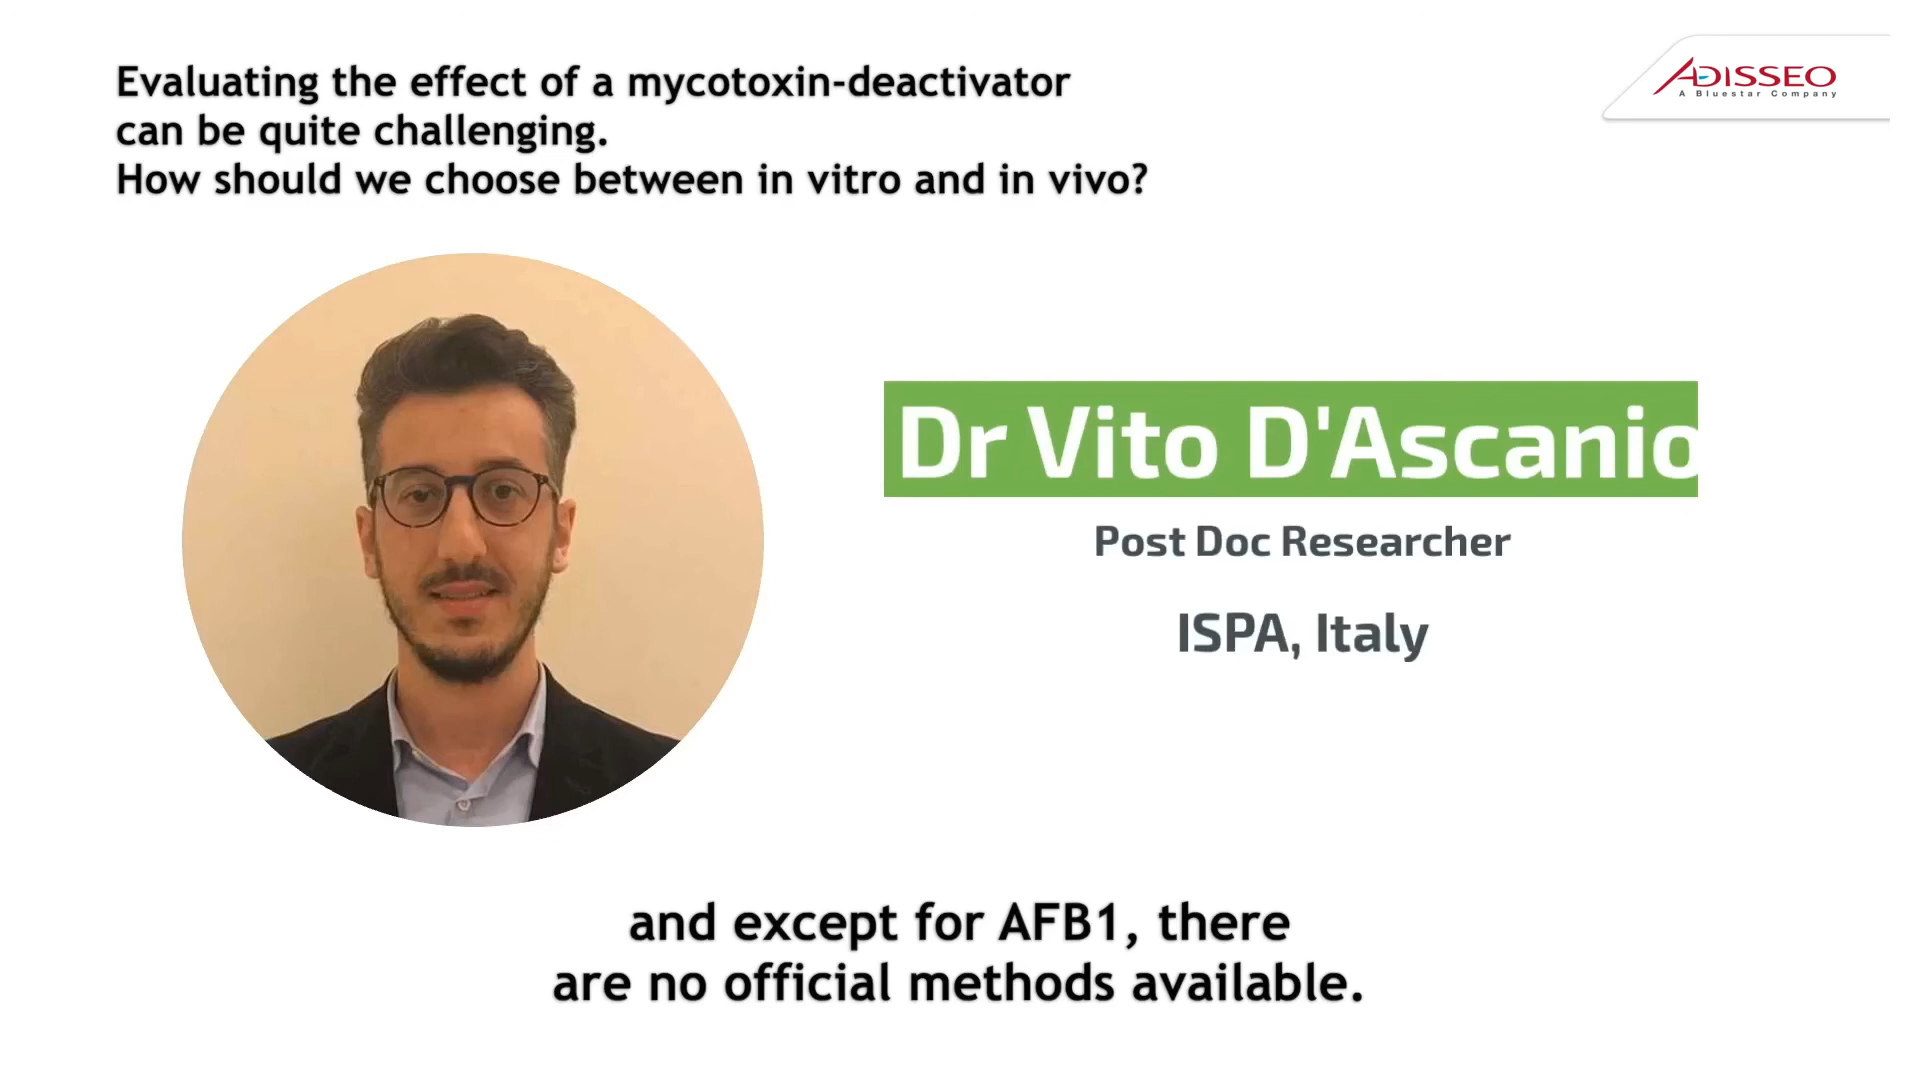 Evaluating the effect of a mycotoxin-deactivator
can be quite challenging.
How should we choose between in vitro and in vivo?
ADISSEO
A Bluestar Company
Dr Vito D'Ascanio
Post Doc Researcher
ISPA, Italy
and except for AFB1, there
are no official methods available.